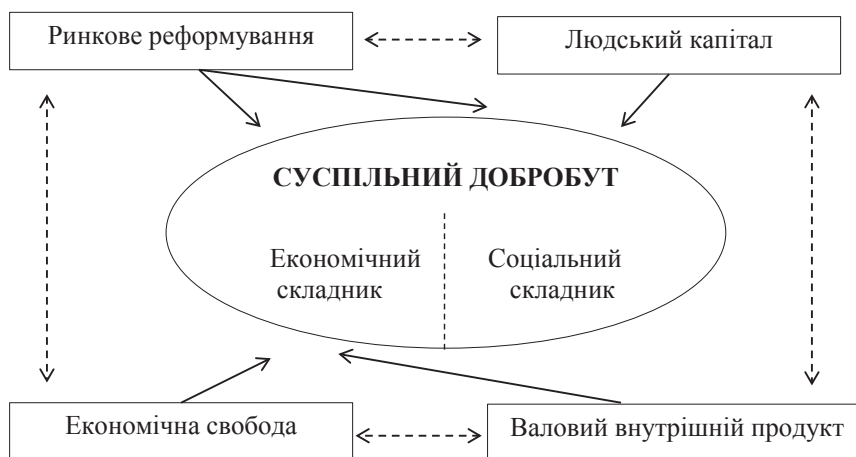 Ринкове реформування
Людський капітал
СУСПІЛЬНИЙ ДОБРОБУТ
Економічний
складник
Соціальний
складник
Економічна свобода
Валовий внутрішній продукт